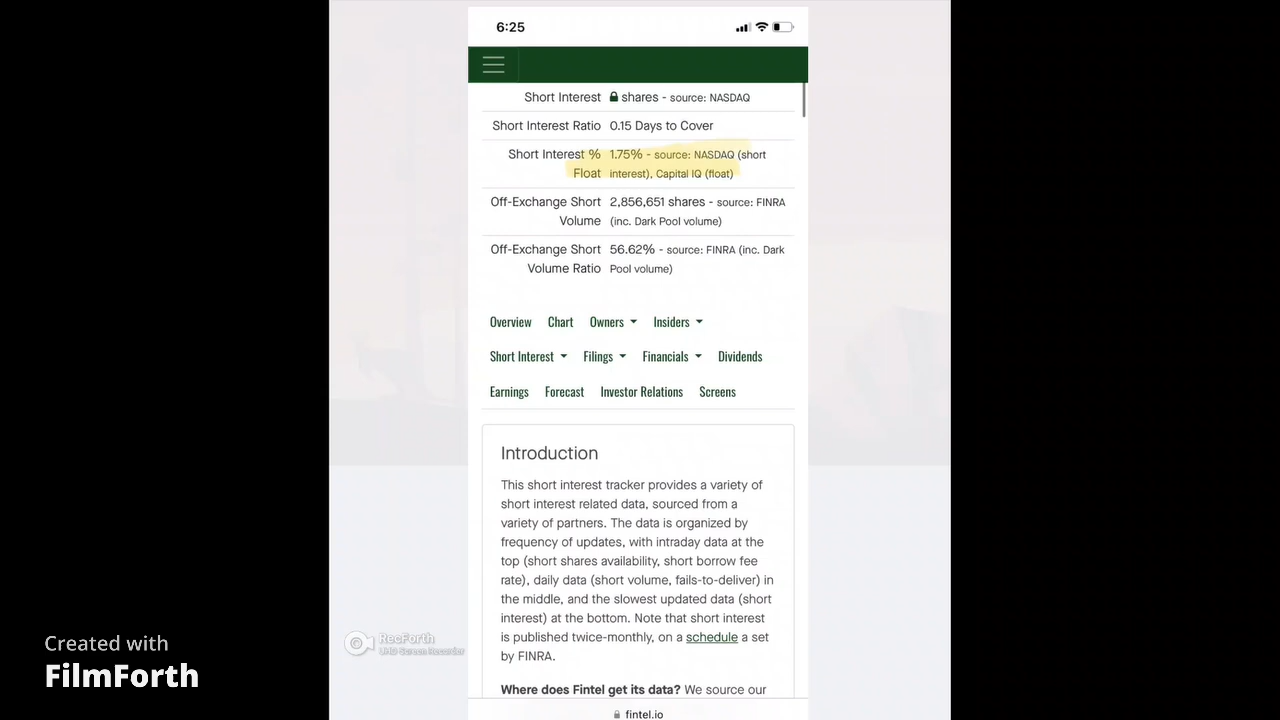 6:25
Short Interest shares - source: NASDAQ
Short Interest Ratio 0.15 Days to Cover
Short Interest % 1.75% - source: NASDAQ (short
Float interest), Capital IQ (float)
Off-Exchange Short 2,856,651 shares - source: FINRA
Volume (inc. Dark Pool volume)
Off-Exchange Short 56.62% - source: FINRA (inc. Dark
Volume Ratio Pool volume)
Overview Chart Owners Insiders
Short Interest Filings Financials Dividends
Earnings Forecast Investor Relations Screens
Introduction
This short interest tracker provides a variety of
short interest related data, sourced from a
variety of partners. The data is organized by
frequency of updates, with intraday data at the
top (short shares availability, short borrow fee
rate), daily data (short volume, fails-to-deliver) in
the middle, and the slowest updated data (short
interest) at the bottom. Note that short interest
is published twice-monthly, on a schedule a set
by FINRA.
Where does Fintel get its data? We source our
fintel.io
RecForth
UHD Screen Recorder
Created with
FilmForth